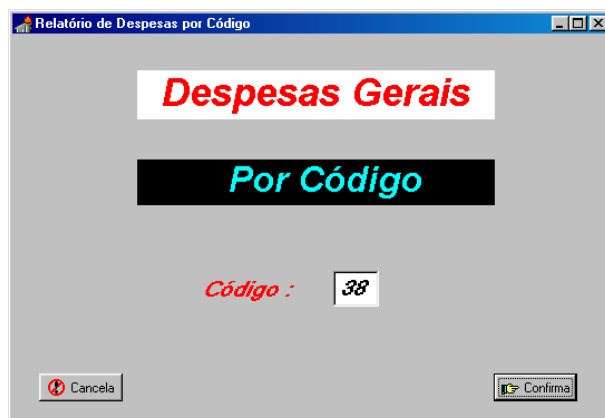 Relatório de Despesas por Código
Despesas Gerais
Por Código
Código : 38
Cancela
Confirma